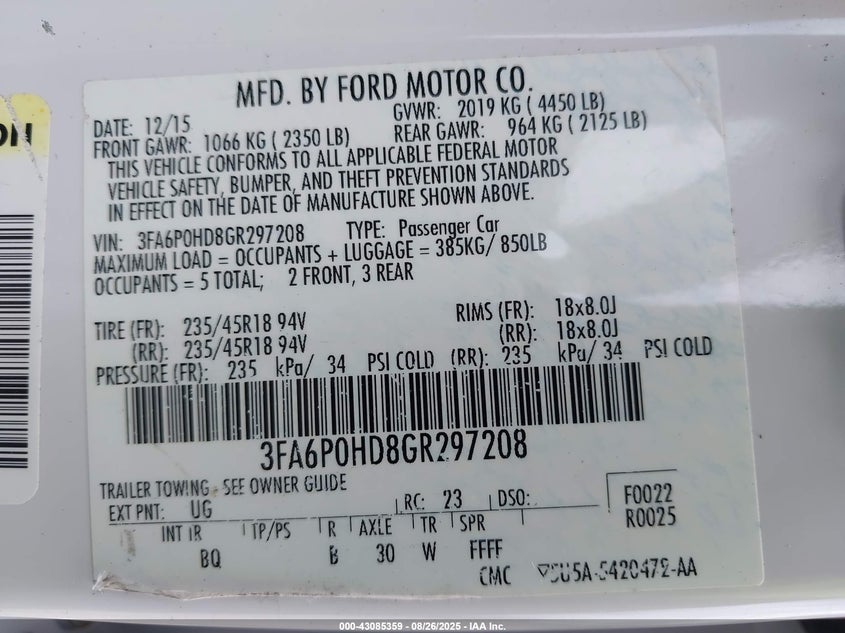 ON
MFD. BY FORD MOTOR CO.
DATE: 12/15 GVWR: 2019 KG ( 4450 LB)
FRONT GAWR: 1066 KG ( 2350 LB) REAR GAWR: 964 KG ( 2125 LB)
THIS VEHICLE CONFORMS TO ALL APPLICABLE FEDERAL MOTOR
VEHICLE SAFETY, BUMPER, AND THEFT PREVENTION STANDARDS
IN EFFECT ON THE DATE OF MANUFACTURE SHOWN ABOVE.
VIN: 3FA6P0HD8GR297208 TYPE: Passenger Car
MAXIMUM LOAD = OCCUPANTS + LUGGAGE = 385KG/ 850LB
OCCUPANTS = 5 TOTAL; 2 FRONT, 3 REAR
TIRE (FR): 235/45R18 94V RIMS (FR): 18x8.0J
(RR): 235/45R18 94V (RR): 18x8.0J
PRESSURE (FR): 235 kPa/ 34 PSI COLD (RR): 235 kPa/ 34 PSI COLD
3FA6P0HD8GR297208
TRAILER TOWING - SEE OWNER GUIDE
EXT PNT: UG RC: 23 DSO: F0022
R0025
INT TR TP/PS R AXLE TR SPR
BQ B 30 W FFFF
CMC 5420472-AA
000-43085359 - 08/26/2025 - IAA Inc.